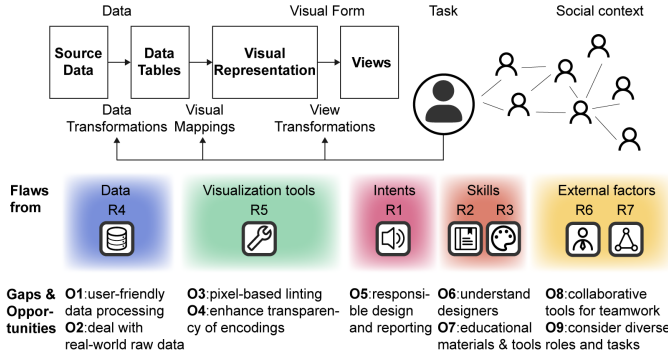 Data
Visual Form
Task
Social context
Source
Data
Data
Tables
Visual
Representation
Views
Data
Transformations
Visual
Mappings
View
Transformations
Flaws
from
Data
R4
Visualization tools
R5
Intents
R1
Skills
R2 R3
External factors
R6 R7
Gaps &
Oppor-
tunities
O1:user-friendly
data processing
O2:deal with
real-world raw data
O3:pixel-based linting
O4:enhance transparen-
cy of encodings
O5:responsi-
ble design
and reporting
O6:understand
designers
O7:educational
materials & tools
O8:collaborative
tools for teamwork
O9:consider diverse
roles and tasks